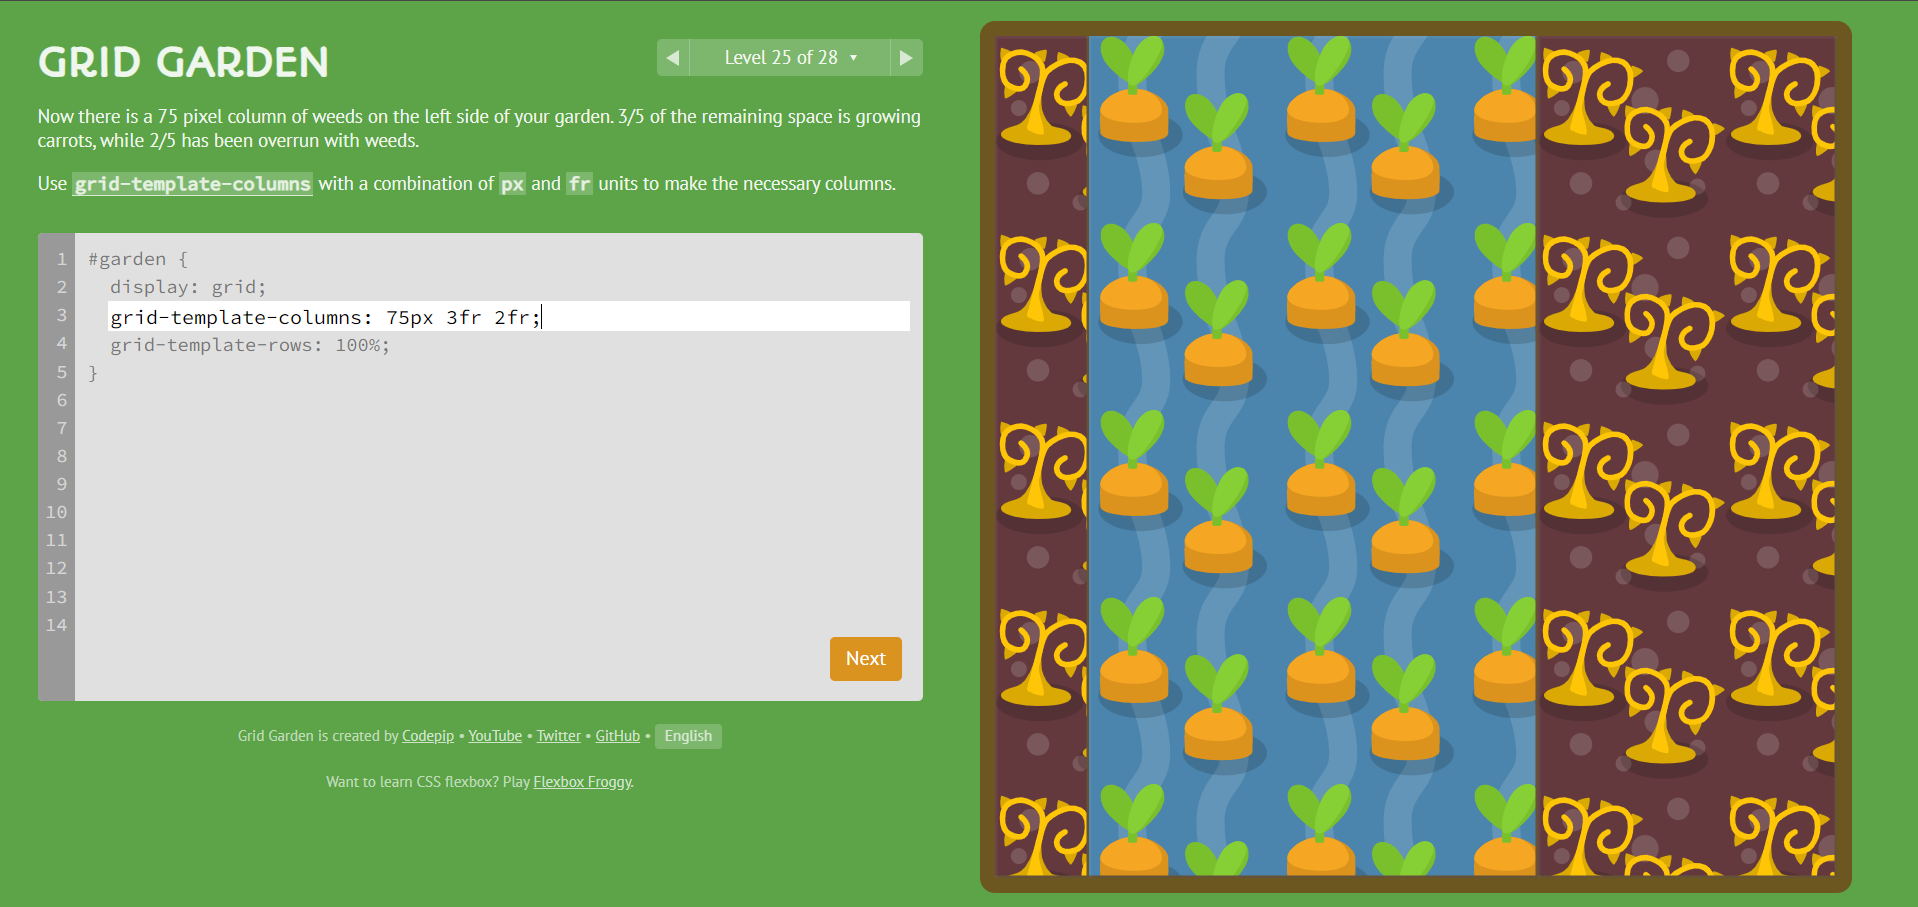 GRID GARDEN
◀ Level 25 of 28 ▼ ▶
Now there is a 75 pixel column of weeds on the left side of your garden. 3/5 of the remaining space is growing
carrots, while 2/5 has been overrun with weeds.
Use grid-template-columns with a combination of px and fr units to make the necessary columns.
1 #garden {
2 display: grid;
3 grid-template-columns: 75px 3fr 2fr;
4 grid-template-rows: 100%;
5 }
6
7
8
9
10
11
12
13
14
Next
Grid Garden is created by Codepip • YouTube • Twitter • GitHub • English
Want to learn CSS flexbox? Play Flexbox Froggy.